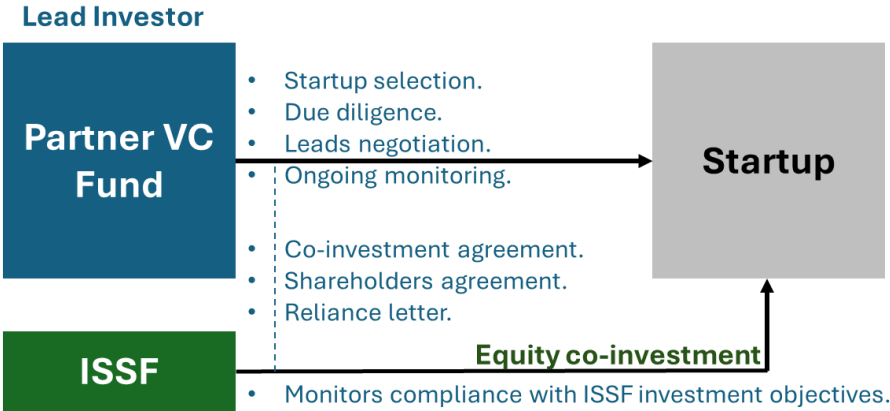 Lead Investor
Partner VC
Fund
• Startup selection.
• Due diligence.
• Leads negotiation.
• Ongoing monitoring.
Startup
• Co-investment agreement.
• Shareholders agreement.
• Reliance letter.
ISSF
Equity co-investment
• Monitors compliance with ISSF investment objectives.